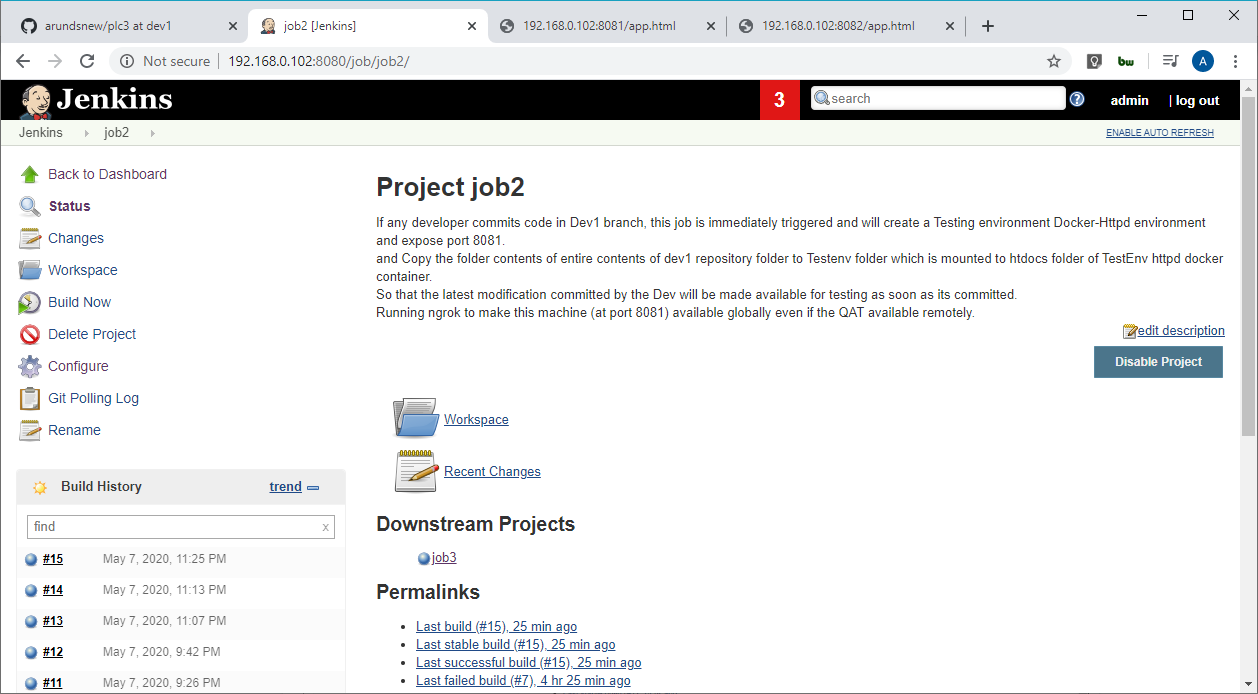 arundsnew/plc3 at dev1
job2 [Jenkins]
192.168.0.102:8081/app.html
192.168.0.102:8082/app.html
Not secure
192.168.0.102:8080/job/job2/
bw
A
Jenkins
3
search
admin
| log out
Jenkins
job2
ENABLE AUTO REFRESH
Back to Dashboard
Status
Changes
Workspace
Build Now
Delete Project
Configure
Git Polling Log
Rename
Build History
trend
find
x
#15 May 7, 2020, 11:25 PM
#14 May 7, 2020, 11:13 PM
#13 May 7, 2020, 11:07 PM
#12 May 7, 2020, 9:42 PM
#11 May 7, 2020, 9:26 PM
Project job2
If any developer commits code in Dev1 branch, this job is immediately triggered and will create a Testing environment Docker-Httpd environment
and expose port 8081.
and Copy the folder contents of entire contents of dev1 repository folder to Testenv folder which is mounted to htdocs folder of TestEnv httpd docker
container.
So that the latest modification committed by the Dev will be made available for testing as soon as its committed.
Running ngrok to make this machine (at port 8081) available globally even if the QAT available remotely.
edit description
Disable Project
Workspace
Recent Changes
Downstream Projects
job3
Permalinks
Last build (#15), 25 min ago
Last stable build (#15), 25 min ago
Last successful build (#15), 25 min ago
Last failed build (#7), 4 hr 25 min ago